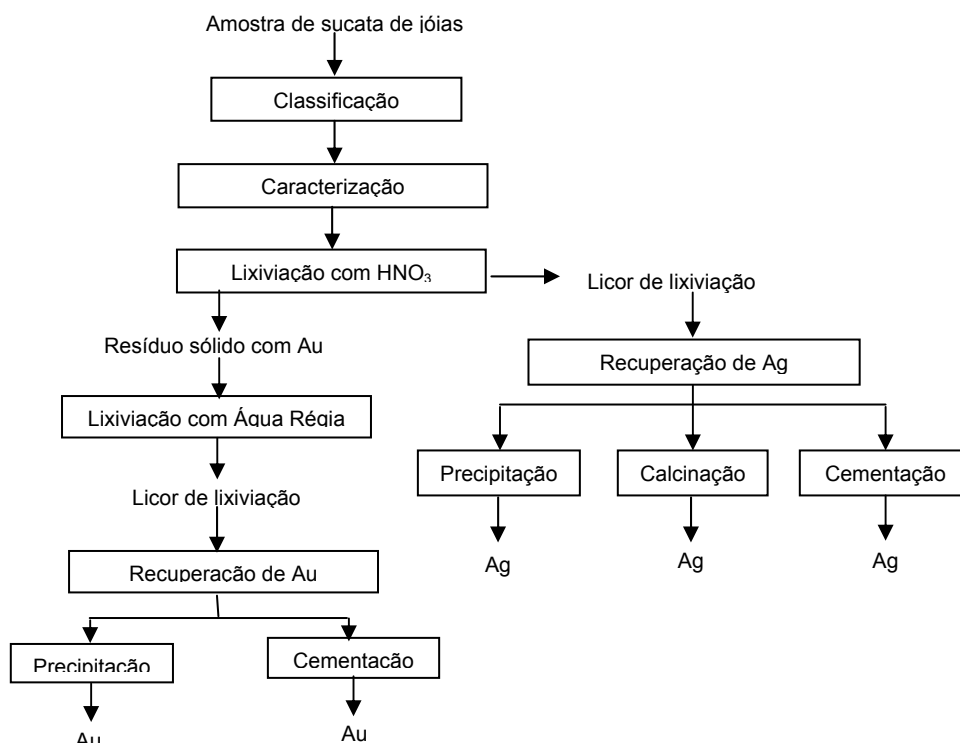 Amostra de sucata de jóias
Classificação
Caracterização
Lixiviação com HNO₃
Licor de lixiviação
Resíduo sólido com Au
Recuperação de Ag
Lixiviação com Água Régia
Precipitação
Calcinação
Cementação
Licor de lixiviação
Ag
Ag
Ag
Recuperação de Au
Precipitação
Cementação
Au
Au